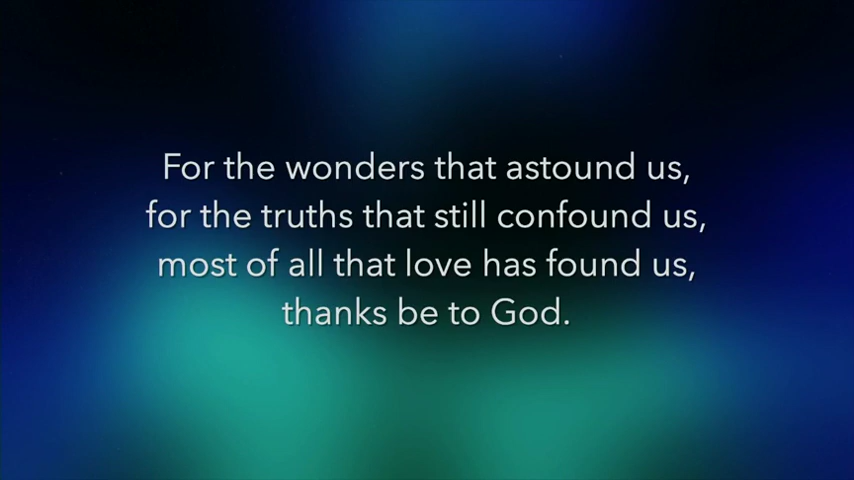 For the wonders that astound us,
for the truths that still confound us,
most of all that love has found us,
thanks be to God.